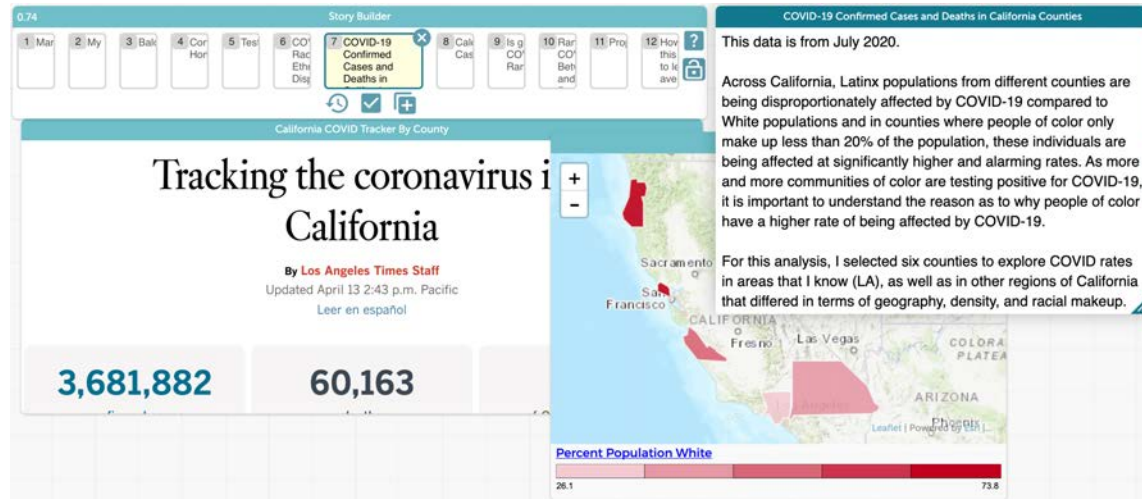 0.74
Story Builder
1 Mar
2 My
3 Balo
4 Cor
Hor
5 Tes
6 CO
Rac
Eth
Disp
7 COVID-19
Confirmed
Cases and
Deaths in
8 Cal
Cas
9 Is g
CO
Rar
10 Rar
CO
Bet
and
11 Pro
12 Hov
this
to le
ave
?
California COVID Tracker By County
Tracking the coronavirus i
California
By Los Angeles Times Staff
Updated April 13 2:43 p.m. Pacific
Leer en español
3,681,882
60,163
+
−
Sacramento
San
Francisco
CALIFORNIA
Fresno
Las Vegas
COLORA
PLATEA
Angeles
ARIZONA
Phoenix
Leaflet | Powered by Esri |
Percent Population White
26.1
73.8
COVID-19 Confirmed Cases and Deaths in California Counties
This data is from July 2020.
Across California, Latinx populations from different counties are
being disproportionately affected by COVID-19 compared to
White populations and in counties where people of color only
make up less than 20% of the population, these individuals are
being affected at significantly higher and alarming rates. As more
and more communities of color are testing positive for COVID-19,
it is important to understand the reason as to why people of color
have a higher rate of being affected by COVID-19.
For this analysis, I selected six counties to explore COVID rates
in areas that I know (LA), as well as in other regions of California
that differed in terms of geography, density, and racial makeup.